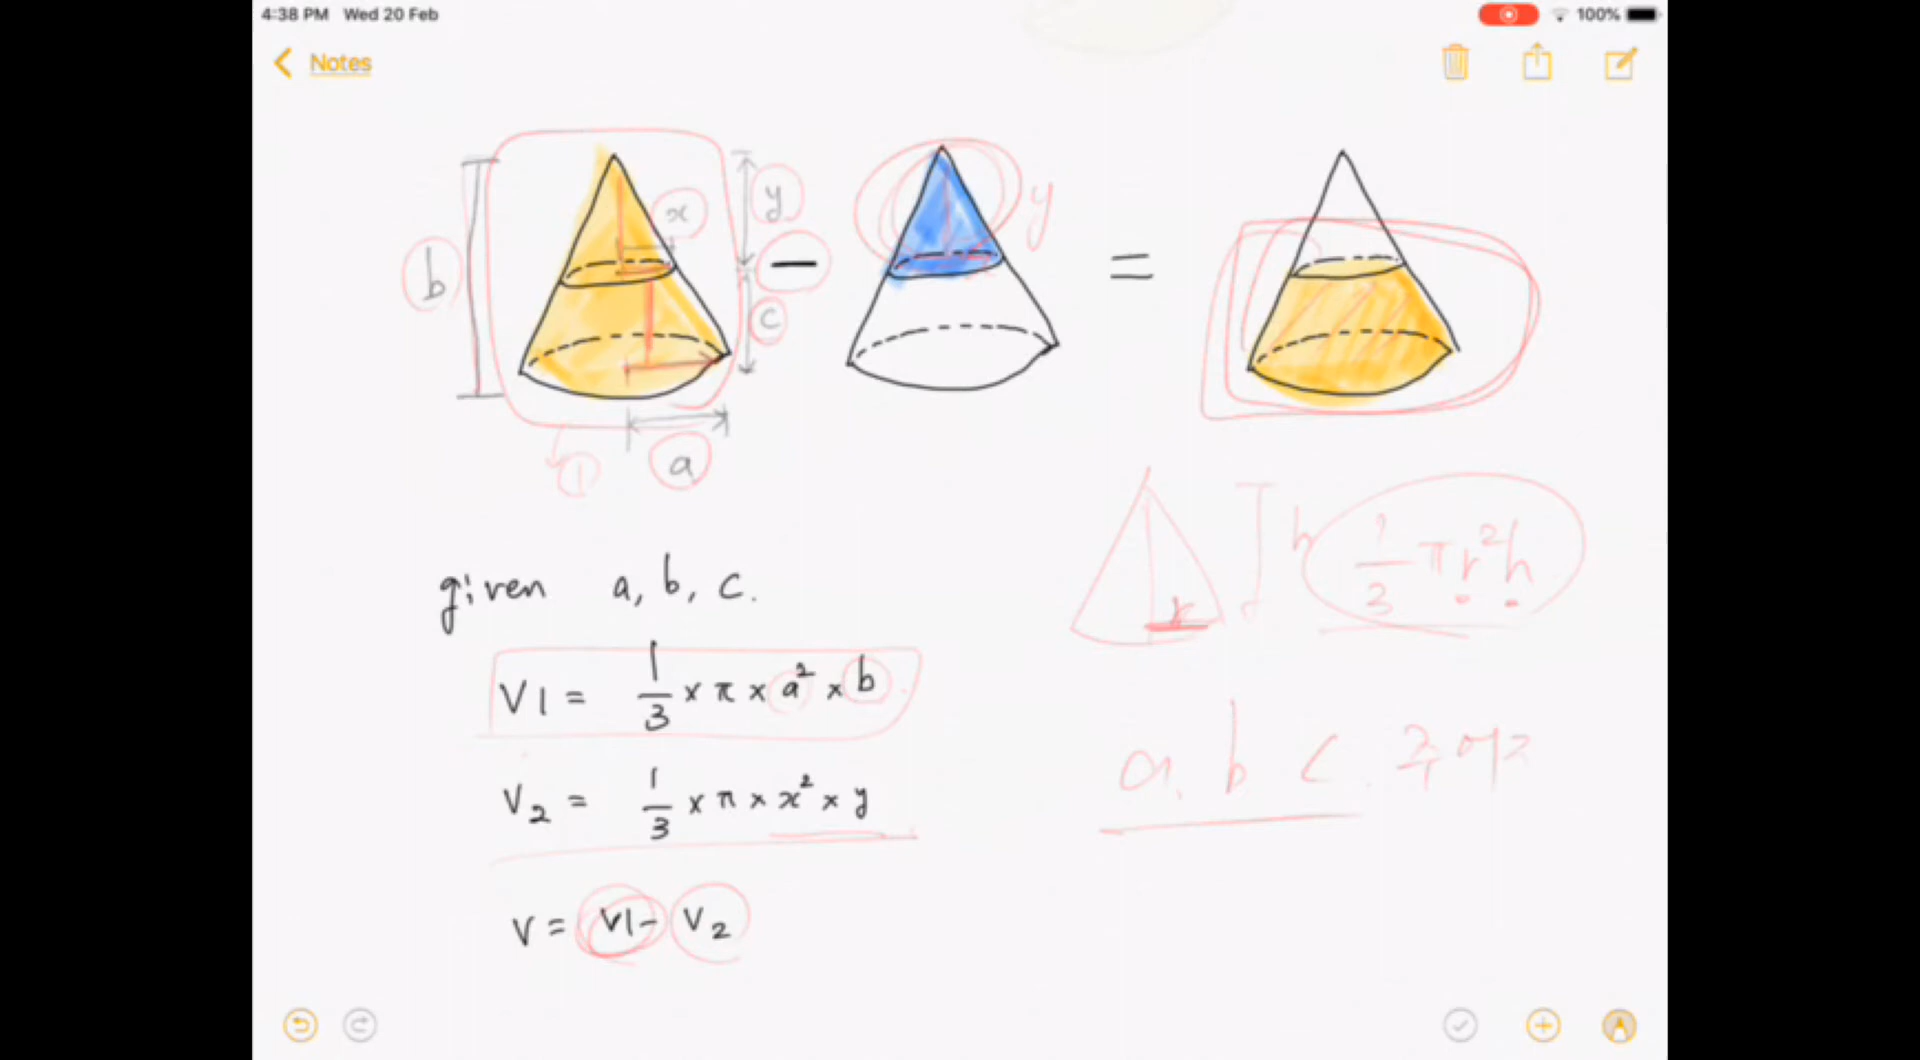 4:38 PM Wed 20 Feb
100%
Notes
b
x
y
c
a
①
−
y
=
h
r
1/3 πr²h
given a, b, c.
V1 = 1/3 × π × a² × b
V2 = 1/3 × π × x² × y
V = V1 - V2
a, b c. 주어